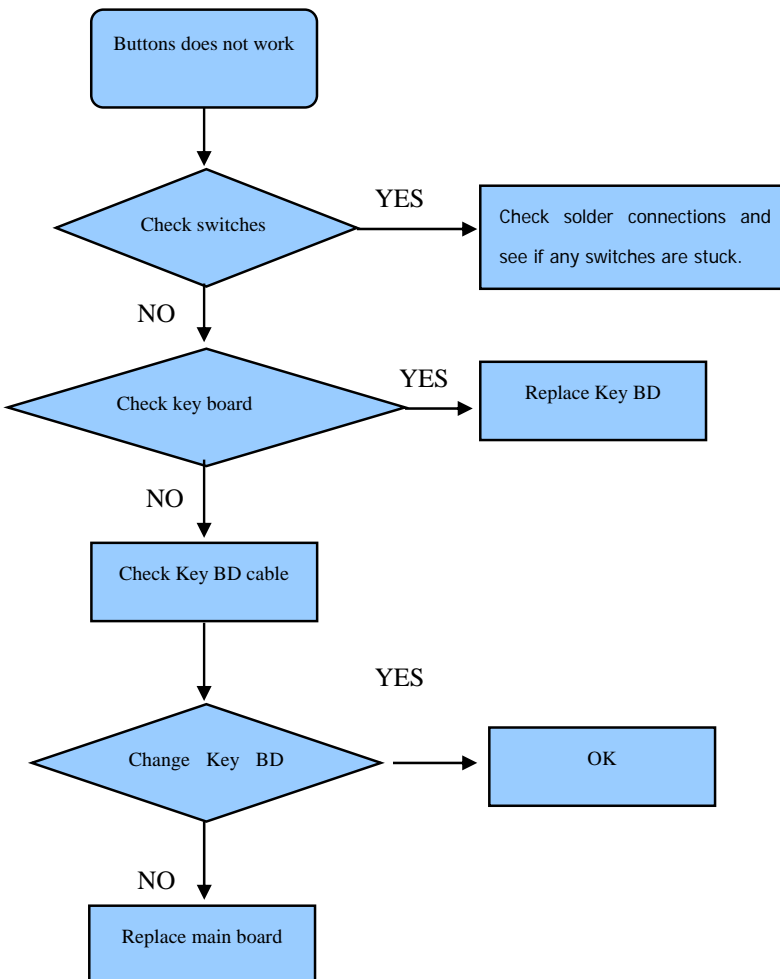 Buttons does not work
Check switches
YES
Check solder connections and
see if any switches are stuck.
NO
Check key board
YES
Replace Key BD
NO
Check Key BD cable
YES
Change Key BD
OK
NO
Replace main board